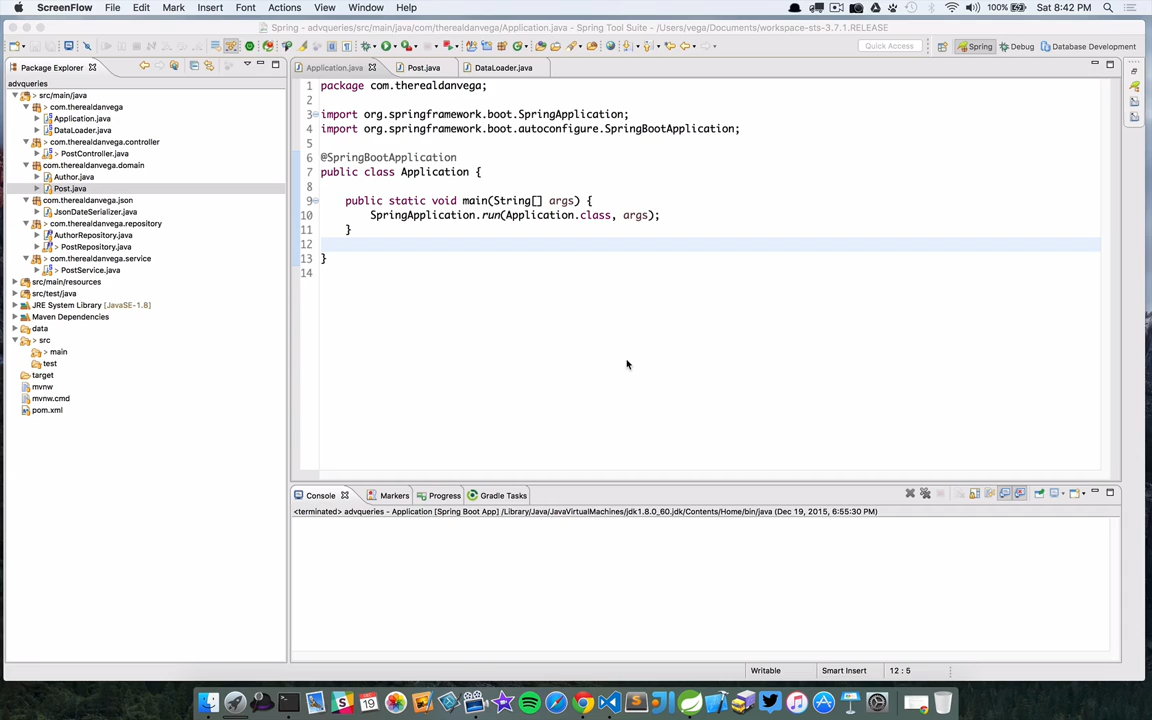 ScreenFlow File Edit Mark Insert Font Actions View Window Help 100% Sat 8:42 PM
Spring - advqueries/src/main/java/com/therealdanvega/Application.java - Spring Tool Suite - /Users/vega/Documents/workspace-sts-3.7.1.RELEASE
Quick Access Spring Debug Database Development
Package Explorer
advqueries
src/main/java
> com.therealdanvega
> Application.java
> DataLoader.java
> com.therealdanvega.controller
> PostController.java
com.therealdanvega.domain
Author.java
Post.java
com.therealdanvega.json
JsonDateSerializer.java
> com.therealdanvega.repository
AuthorRepository.java
> PostRepository.java
> com.therealdanvega.service
> PostService.java
src/main/resources
src/test/java
JRE System Library [JavaSE-1.8]
Maven Dependencies
data
> src
> main
test
target
mvnw
mvnw.cmd
pom.xml
Application.java Post.java DataLoader.java
1 package com.therealdanvega;
2
3 import org.springframework.boot.SpringApplication;
4 import org.springframework.boot.autoconfigure.SpringBootApplication;
5
6 @SpringBootApplication
7 public class Application {
8
9 public static void main(String[] args) {
10 SpringApplication.run(Application.class, args);
11 }
12
13 }
14
Console Markers Progress Gradle Tasks
<terminated> advqueries - Application [Spring Boot App] /Library/Java/JavaVirtualMachines/jdk1.8.0_60.jdk/Contents/Home/bin/java (Dec 19, 2015, 6:55:30 PM)
Writable Smart Insert 12 : 5
19